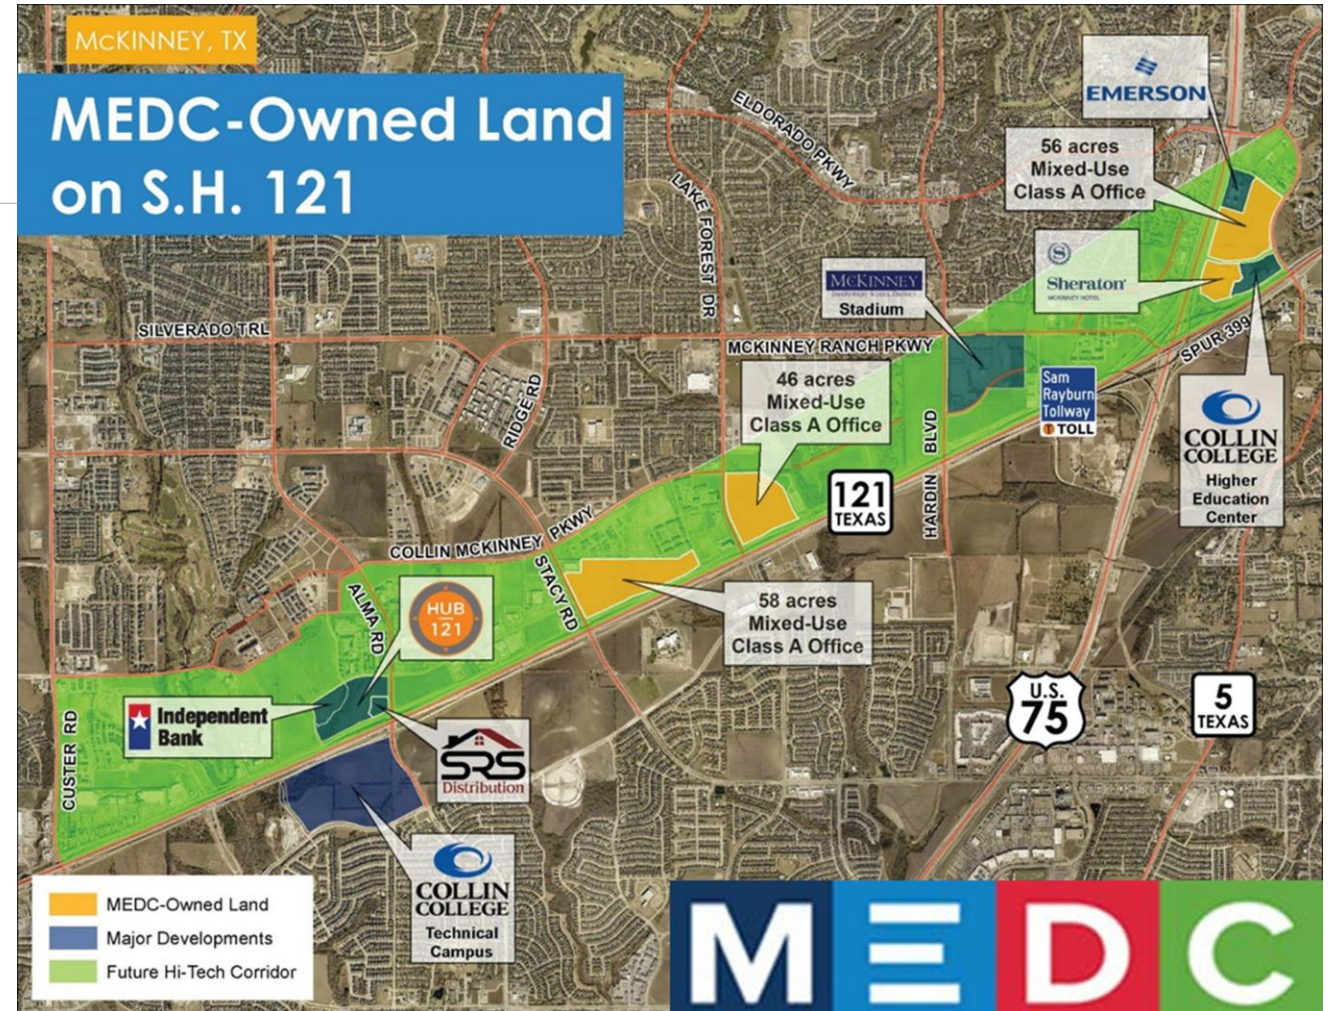 McKINNEY, TX
MEDC-Owned Land
on S.H. 121
EMERSON
56 acres
Mixed-Use
Class A Office
ELDORADO PKWY
LAKE FOREST DR
S
Sheraton
MCKINNEY HOTEL
McKINNEY
Stadium
SILVERADO TRL
MCKINNEY RANCH PKWY
SPUR 399
46 acres
Mixed-Use
Class A Office
Sam
Rayburn
Tollway
TOLL
RIDGE RD
COLLIN
COLLEGE
Higher
Education
Center
HARDIN BLVD
121
TEXAS
COLLIN MCKINNEY PKWY
STACY RD
ALMA RD
HUB
121
58 acres
Mixed-Use
Class A Office
Independent
Bank
CUSTER RD
SRS
Distribution
U.S.
75
5
TEXAS
COLLIN
COLLEGE
Technical
Campus
MEDC-Owned Land
Major Developments
Future Hi-Tech Corridor
MEDC